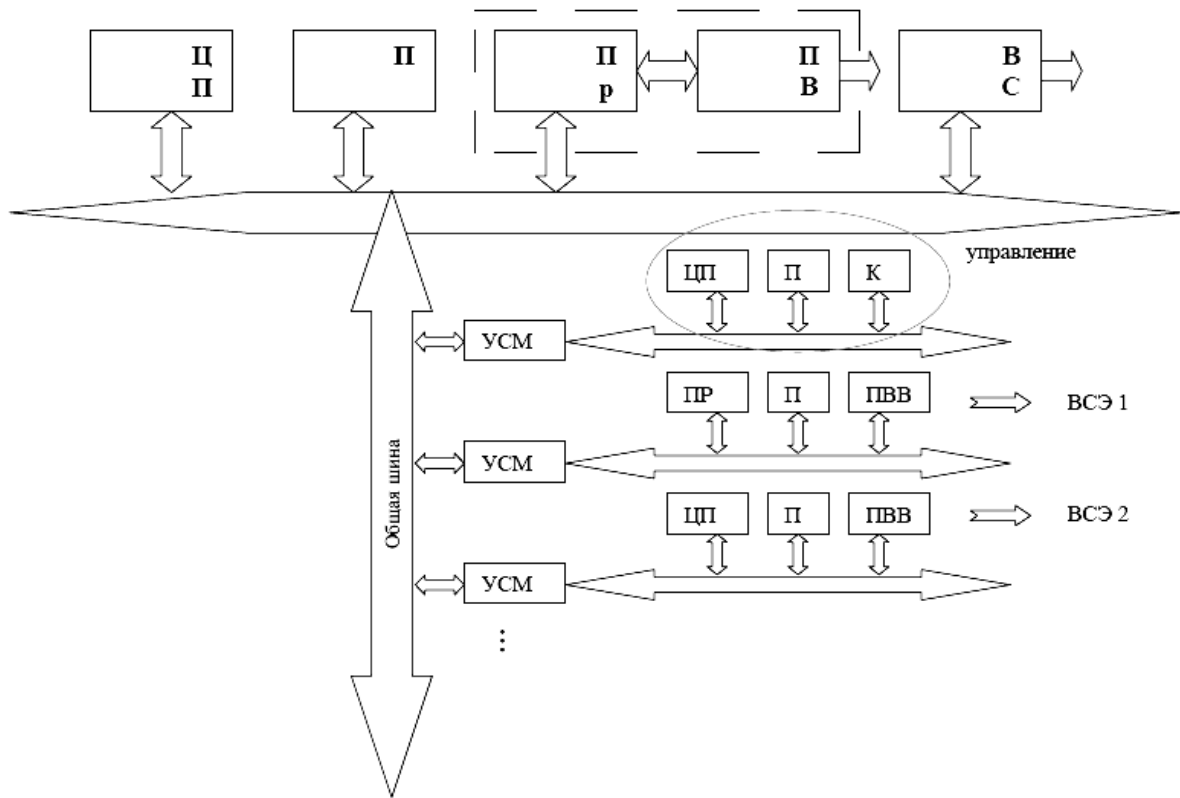 Ц
П
П
П
р
П
В
В
С
управление
ЦП
П
К
УСМ
ПР
П
ПВВ
ВСЭ 1
УСМ
Общая шина
ЦП
П
ПВВ
ВСЭ 2
УСМ
⋮